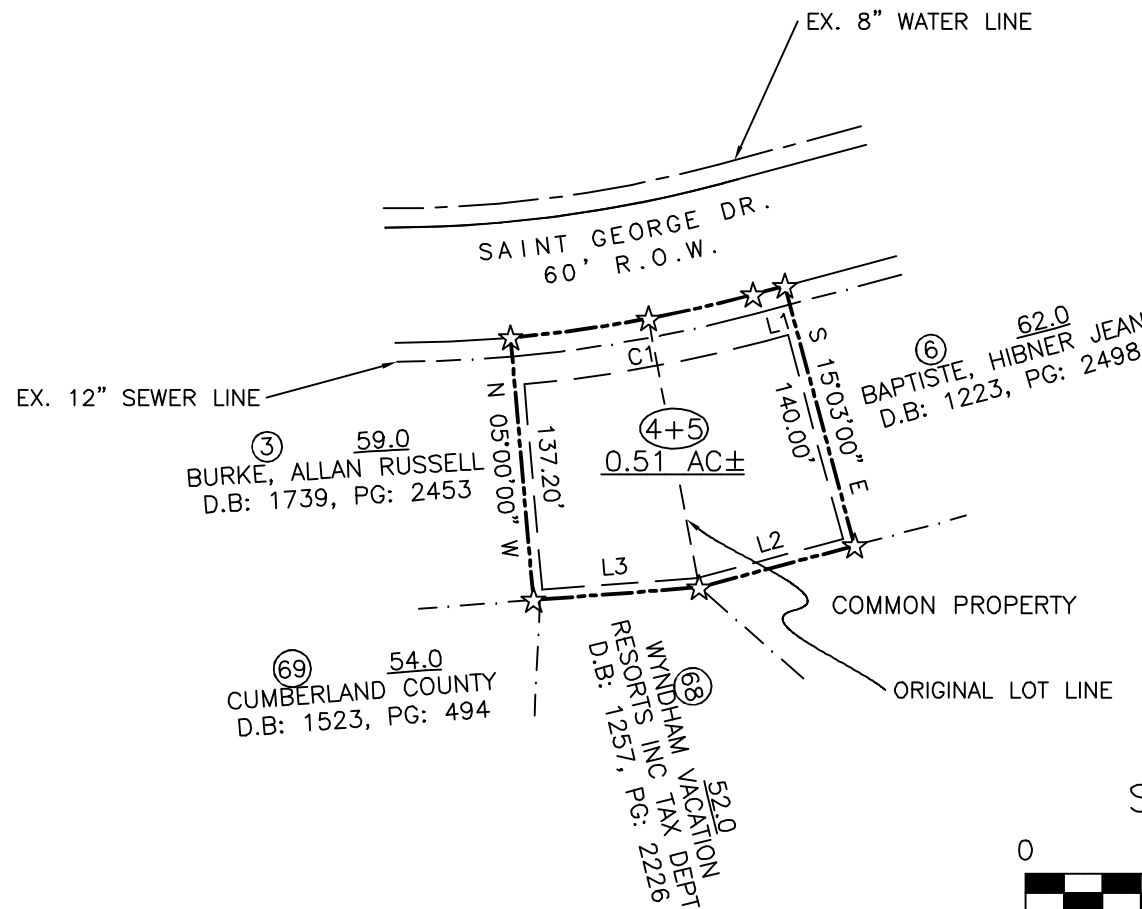 EX. 8" WATER LINE
SAINT GEORGE DR.
60' R.O.W.
EX. 12" SEWER LINE
C1
L1
6
62.0
BAPTISTE, HIBNER JEAN
D.B: 1223, PG: 2498
3
59.0
BURKE, ALLAN RUSSELL
D.B: 1739, PG: 2453
N 05°00'00" W
137.20'
4+5
0.51 AC±
S 15°03'00" E
140.00'
L3
L2
COMMON PROPERTY
ORIGINAL LOT LINE
69
54.0
CUMBERLAND COUNTY
D.B: 1523, PG: 494
68
52.0
WYNDHAM VACATION
RESORTS INC TAX DEPT
D.B: 1257, PG: 2226
S
0